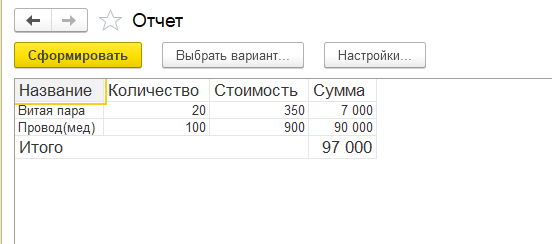 Отчет
Сформировать Выбрать вариант... Настройки...
Название Количество Стоимость Сумма
Витая пара 20 350 7 000
Провод(мед) 100 900 90 000
Итого 97 000